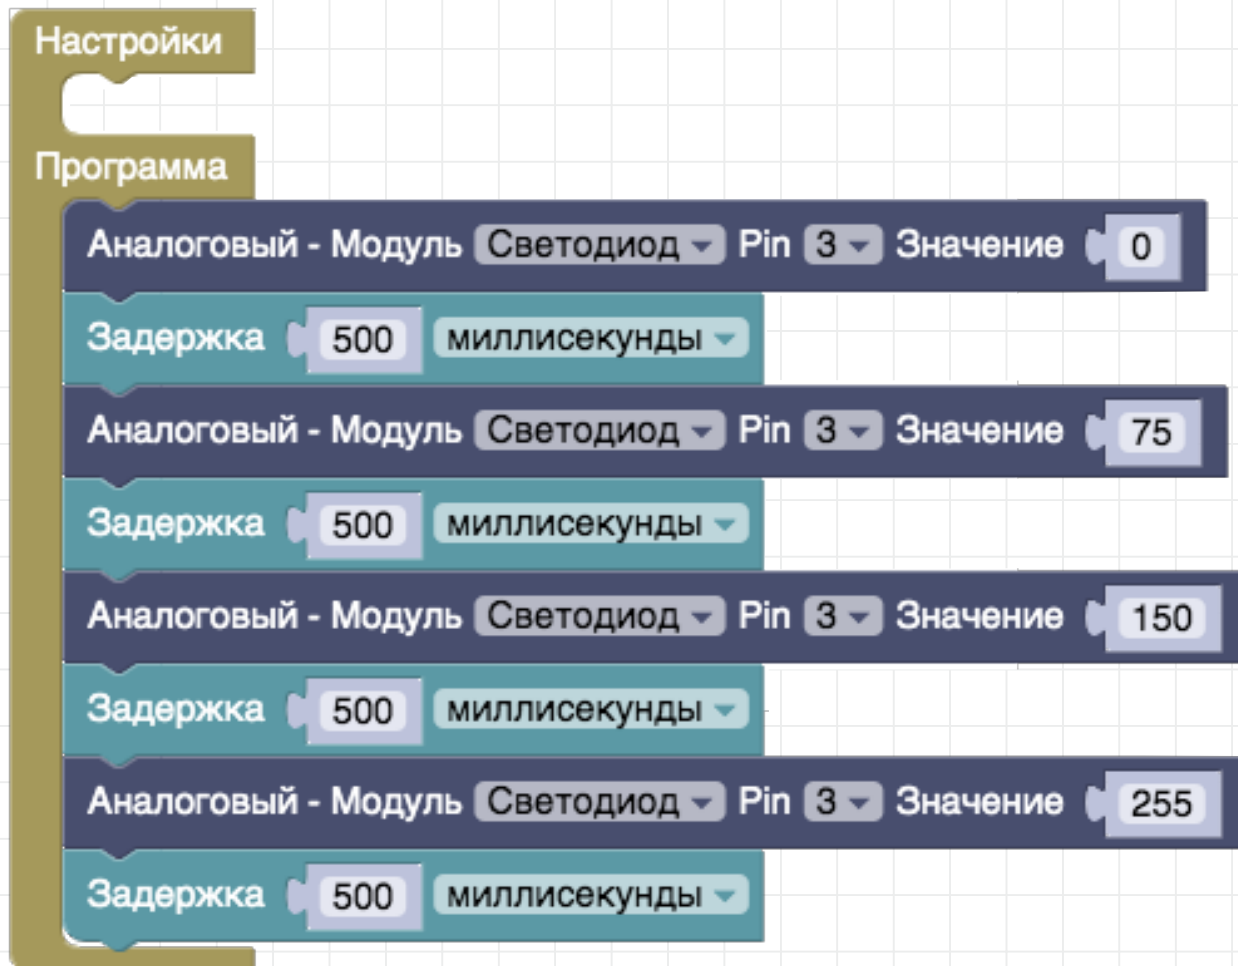 Настройки
Программа
Аналоговый - Модуль Светодиод Pin 3 Значение 0
Задержка 500 миллисекунды
Аналоговый - Модуль Светодиод Pin 3 Значение 75
Задержка 500 миллисекунды
Аналоговый - Модуль Светодиод Pin 3 Значение 150
Задержка 500 миллисекунды
Аналоговый - Модуль Светодиод Pin 3 Значение 255
Задержка 500 миллисекунды